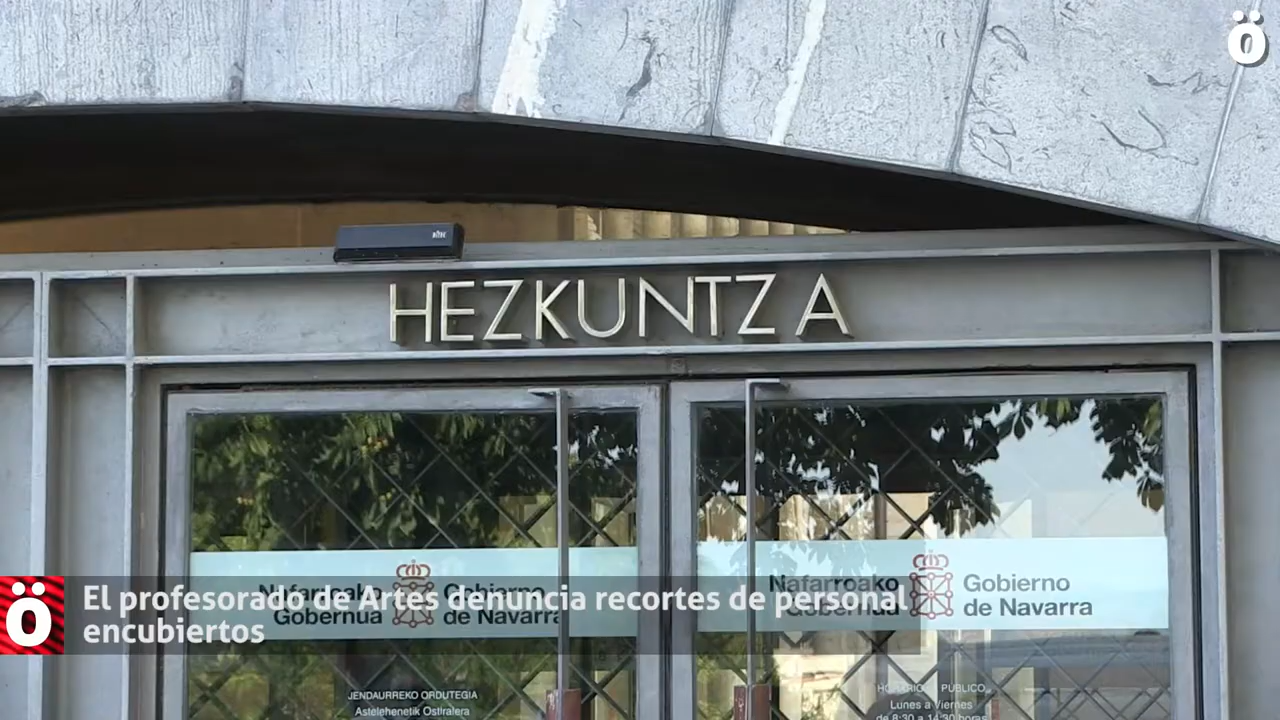 ö
HEZKUNTZA
Nafarroako Gobierno
Gobernua de Navarra
Nafarroako Gobierno
Gobernua de Navarra
ö El profesorado de Artes denuncia recortes de personal
encubiertos
JENDAURREKO ORDUTEGIA
Astelehenetik Ostiralera
HORARIO PÚBLICO
Lunes a Viernes
de 8:30 a 14:30 horas